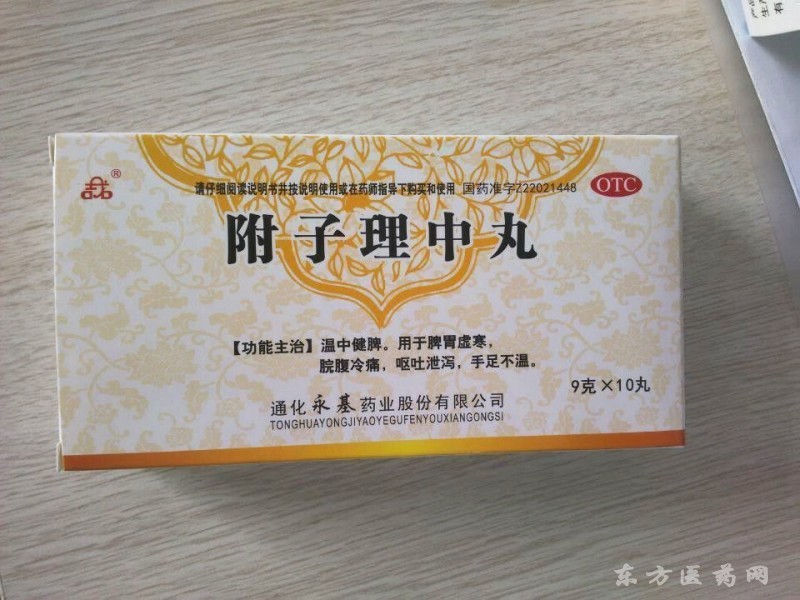 请仔细阅读说明书并按说明使用或在药师指导下购买和使用 国药准字Z22021448
OTC
®
附子理中丸
【功能主治】温中健脾。用于脾胃虚寒，
脘腹冷痛，呕吐泄泻，手足不温。
9克×10丸
通化永基药业股份有限公司
TONGHUAYONGJIYAOYEGUFENYOUXIANGONGSI
东方医药网